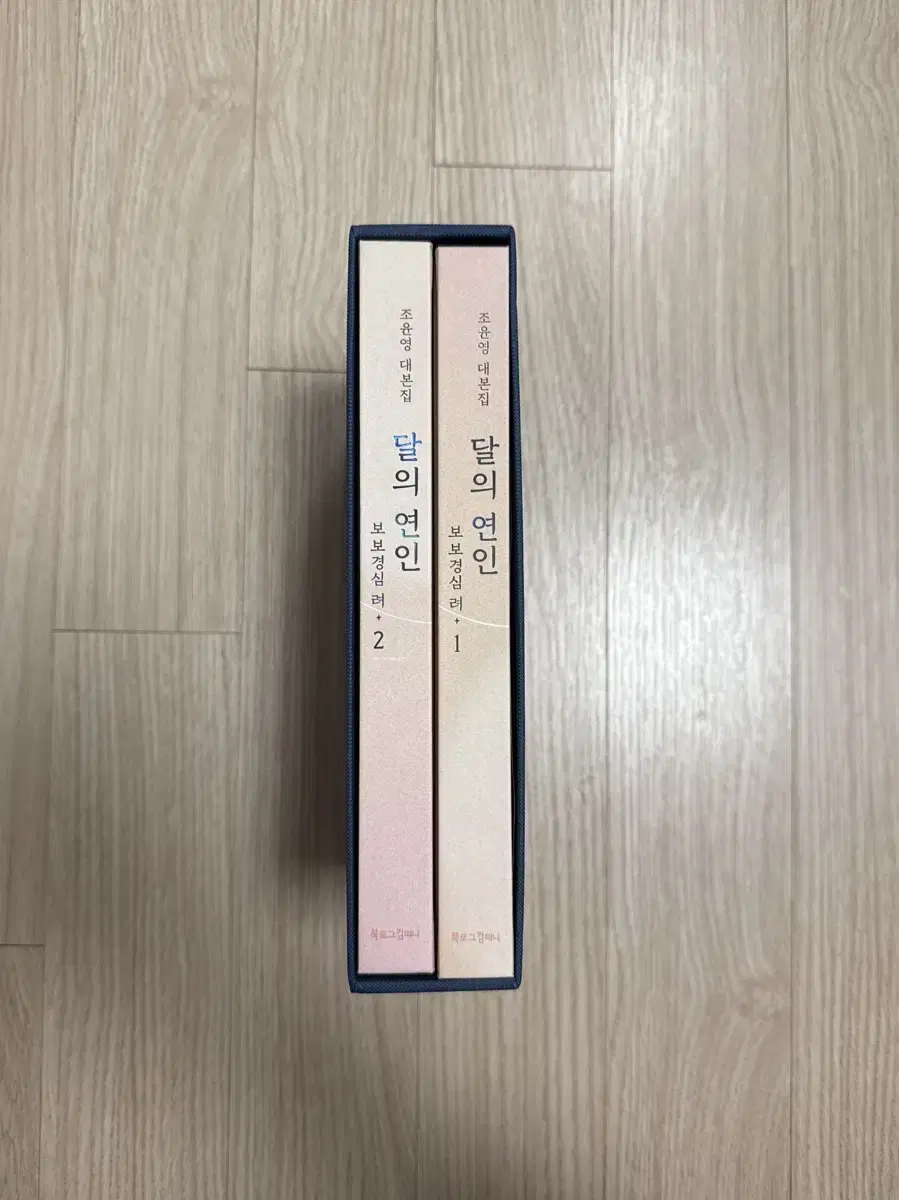 조윤영 대본집
달의 연인
보보경심 려 + 2
북로그컴퍼니
조윤영 대본집
달의 연인
보보경심 려 + 1
북로그컴퍼니